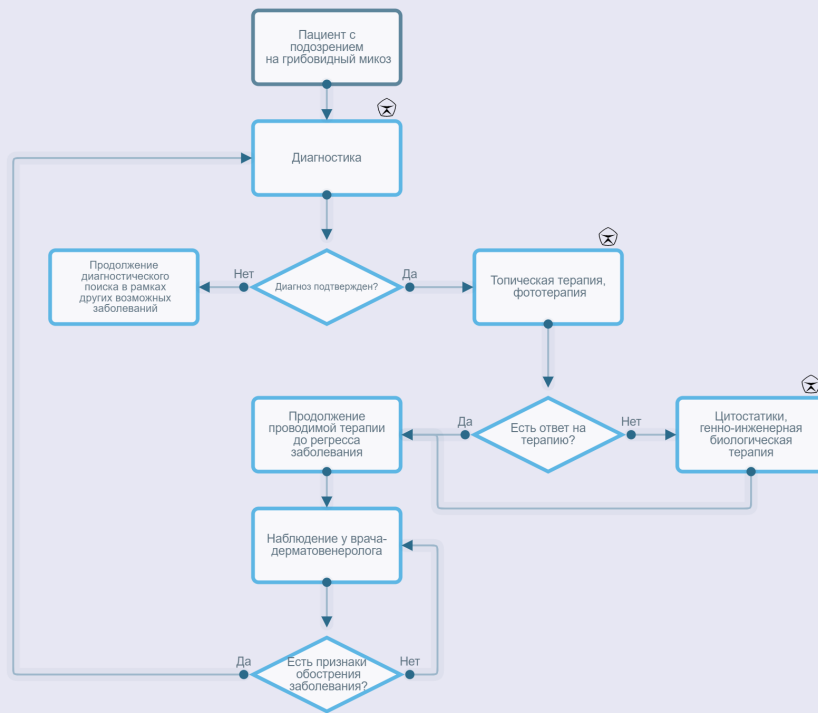 Пациент с
подозрением
на грибовидный микоз
Диагностика
Продолжение
диагностического
поиска в рамках
других возможных
заболеваний
Нет
Диагноз подтвержден?
Да
Топическая терапия,
фототерапия
Продолжение
проводимой терапии
до регресса
заболевания
Да
Есть ответ на
терапию?
Нет
Цитостатики,
генно-инженерная
биологическая
терапия
Наблюдение у врача-
дерматовенеролога
Да
Есть признаки
обострения
заболевания?
Нет